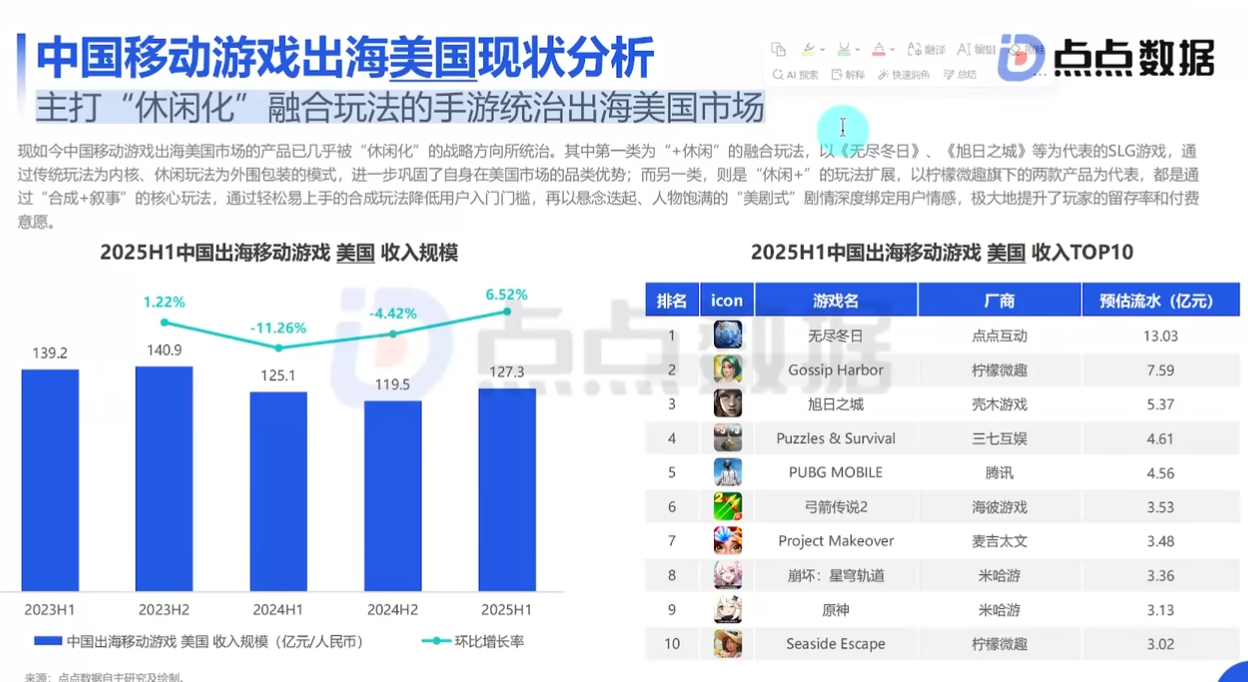 中国移动游戏出海美国现状分析
点点数据
翻译 编辑
AI 搜索 解释 快速润色 总结
主打“休闲化”融合玩法的手游统治出海美国市场
现如今中国移动游戏出海美国市场的产品已几乎被“休闲化”的战略方向所统治。其中第一类为“+休闲”的融合玩法，以《无尽冬日》、《旭日之城》等为代表的SLG游戏，通
过传统玩法为内核、休闲玩法为外围包装的模式，进一步巩固了自身在美国市场的品类优势；而另一类，则是“休闲+”的玩法扩展，以柠檬微趣旗下的两款产品为代表，都是通
过“合成+叙事”的核心玩法，通过轻松易上手的合成玩法降低用户入门门槛，再以悬念迭起、人物饱满的“美剧式”剧情深度绑定用户情感，极大地提升了玩家的留存率和付费
意愿。
2025H1中国出海移动游戏 美国 收入规模
1.22%
-11.26%
-4.42%
6.52%
139.2
140.9
125.1
119.5
127.3
2023H1
2023H2
2024H1
2024H2
2025H1
中国出海移动游戏 美国 收入规模（亿元/人民币）
环比增长率
2025H1中国出海移动游戏 美国 收入TOP10
排名 icon 游戏名 厂商 预估流水（亿元）
1 无尽冬日 点点互动 13.03
2 Gossip Harbor 柠檬微趣 7.59
3 旭日之城 壳木游戏 5.37
4 Puzzles & Survival 三七互娱 4.61
5 PUBG MOBILE 腾讯 4.56
6 弓箭传说2 海彼游戏 3.53
7 Project Makeover 麦吉太文 3.48
8 崩坏：星穹轨道 米哈游 3.36
9 原神 米哈游 3.13
10 Seaside Escape 柠檬微趣 3.02
点点数据
来源：点点数据自主研究及绘制。